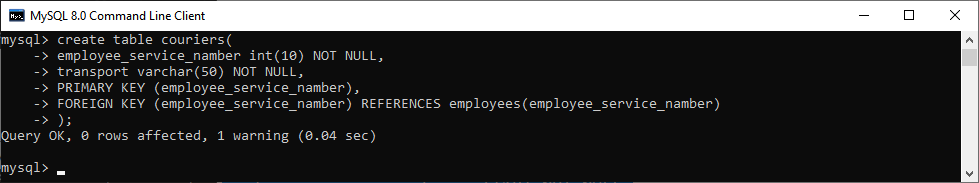 MySQL 8.0 Command Line Client
mysql> create table couriers(
    -> employee_service_namber int(10) NOT NULL,
    -> transport varchar(50) NOT NULL,
    -> PRIMARY KEY (employee_service_namber),
    -> FOREIGN KEY (employee_service_namber) REFERENCES employees(employee_service_namber)
    -> );
Query OK, 0 rows affected, 1 warning (0.04 sec)
mysql>